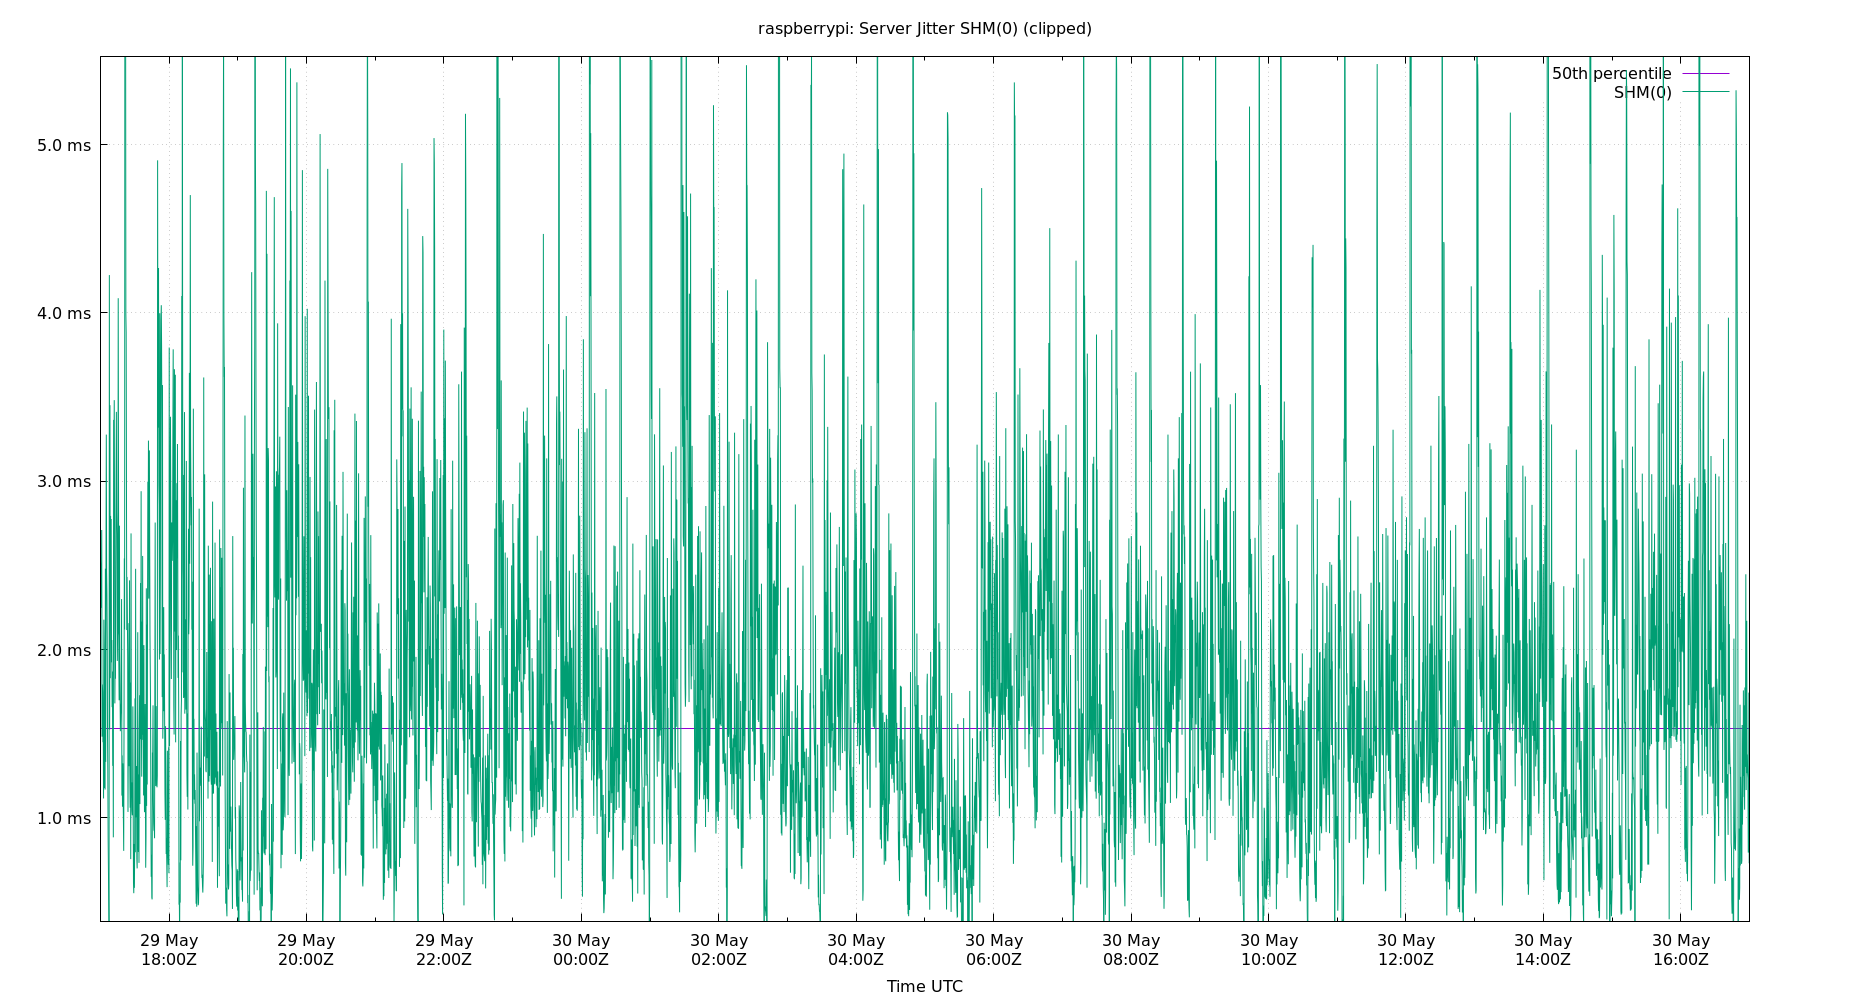 raspberrypi: Server Jitter SHM(0) (clipped)
50th percentile
SHM(0)
5.0 ms
4.0 ms
3.0 ms
2.0 ms
1.0 ms
29 May 29 May 29 May 30 May 30 May 30 May 30 May 30 May 30 May 30 May 30 May 30 May
18:00Z 20:00Z 22:00Z 00:00Z 02:00Z 04:00Z 06:00Z 08:00Z 10:00Z 12:00Z 14:00Z 16:00Z
Time UTC